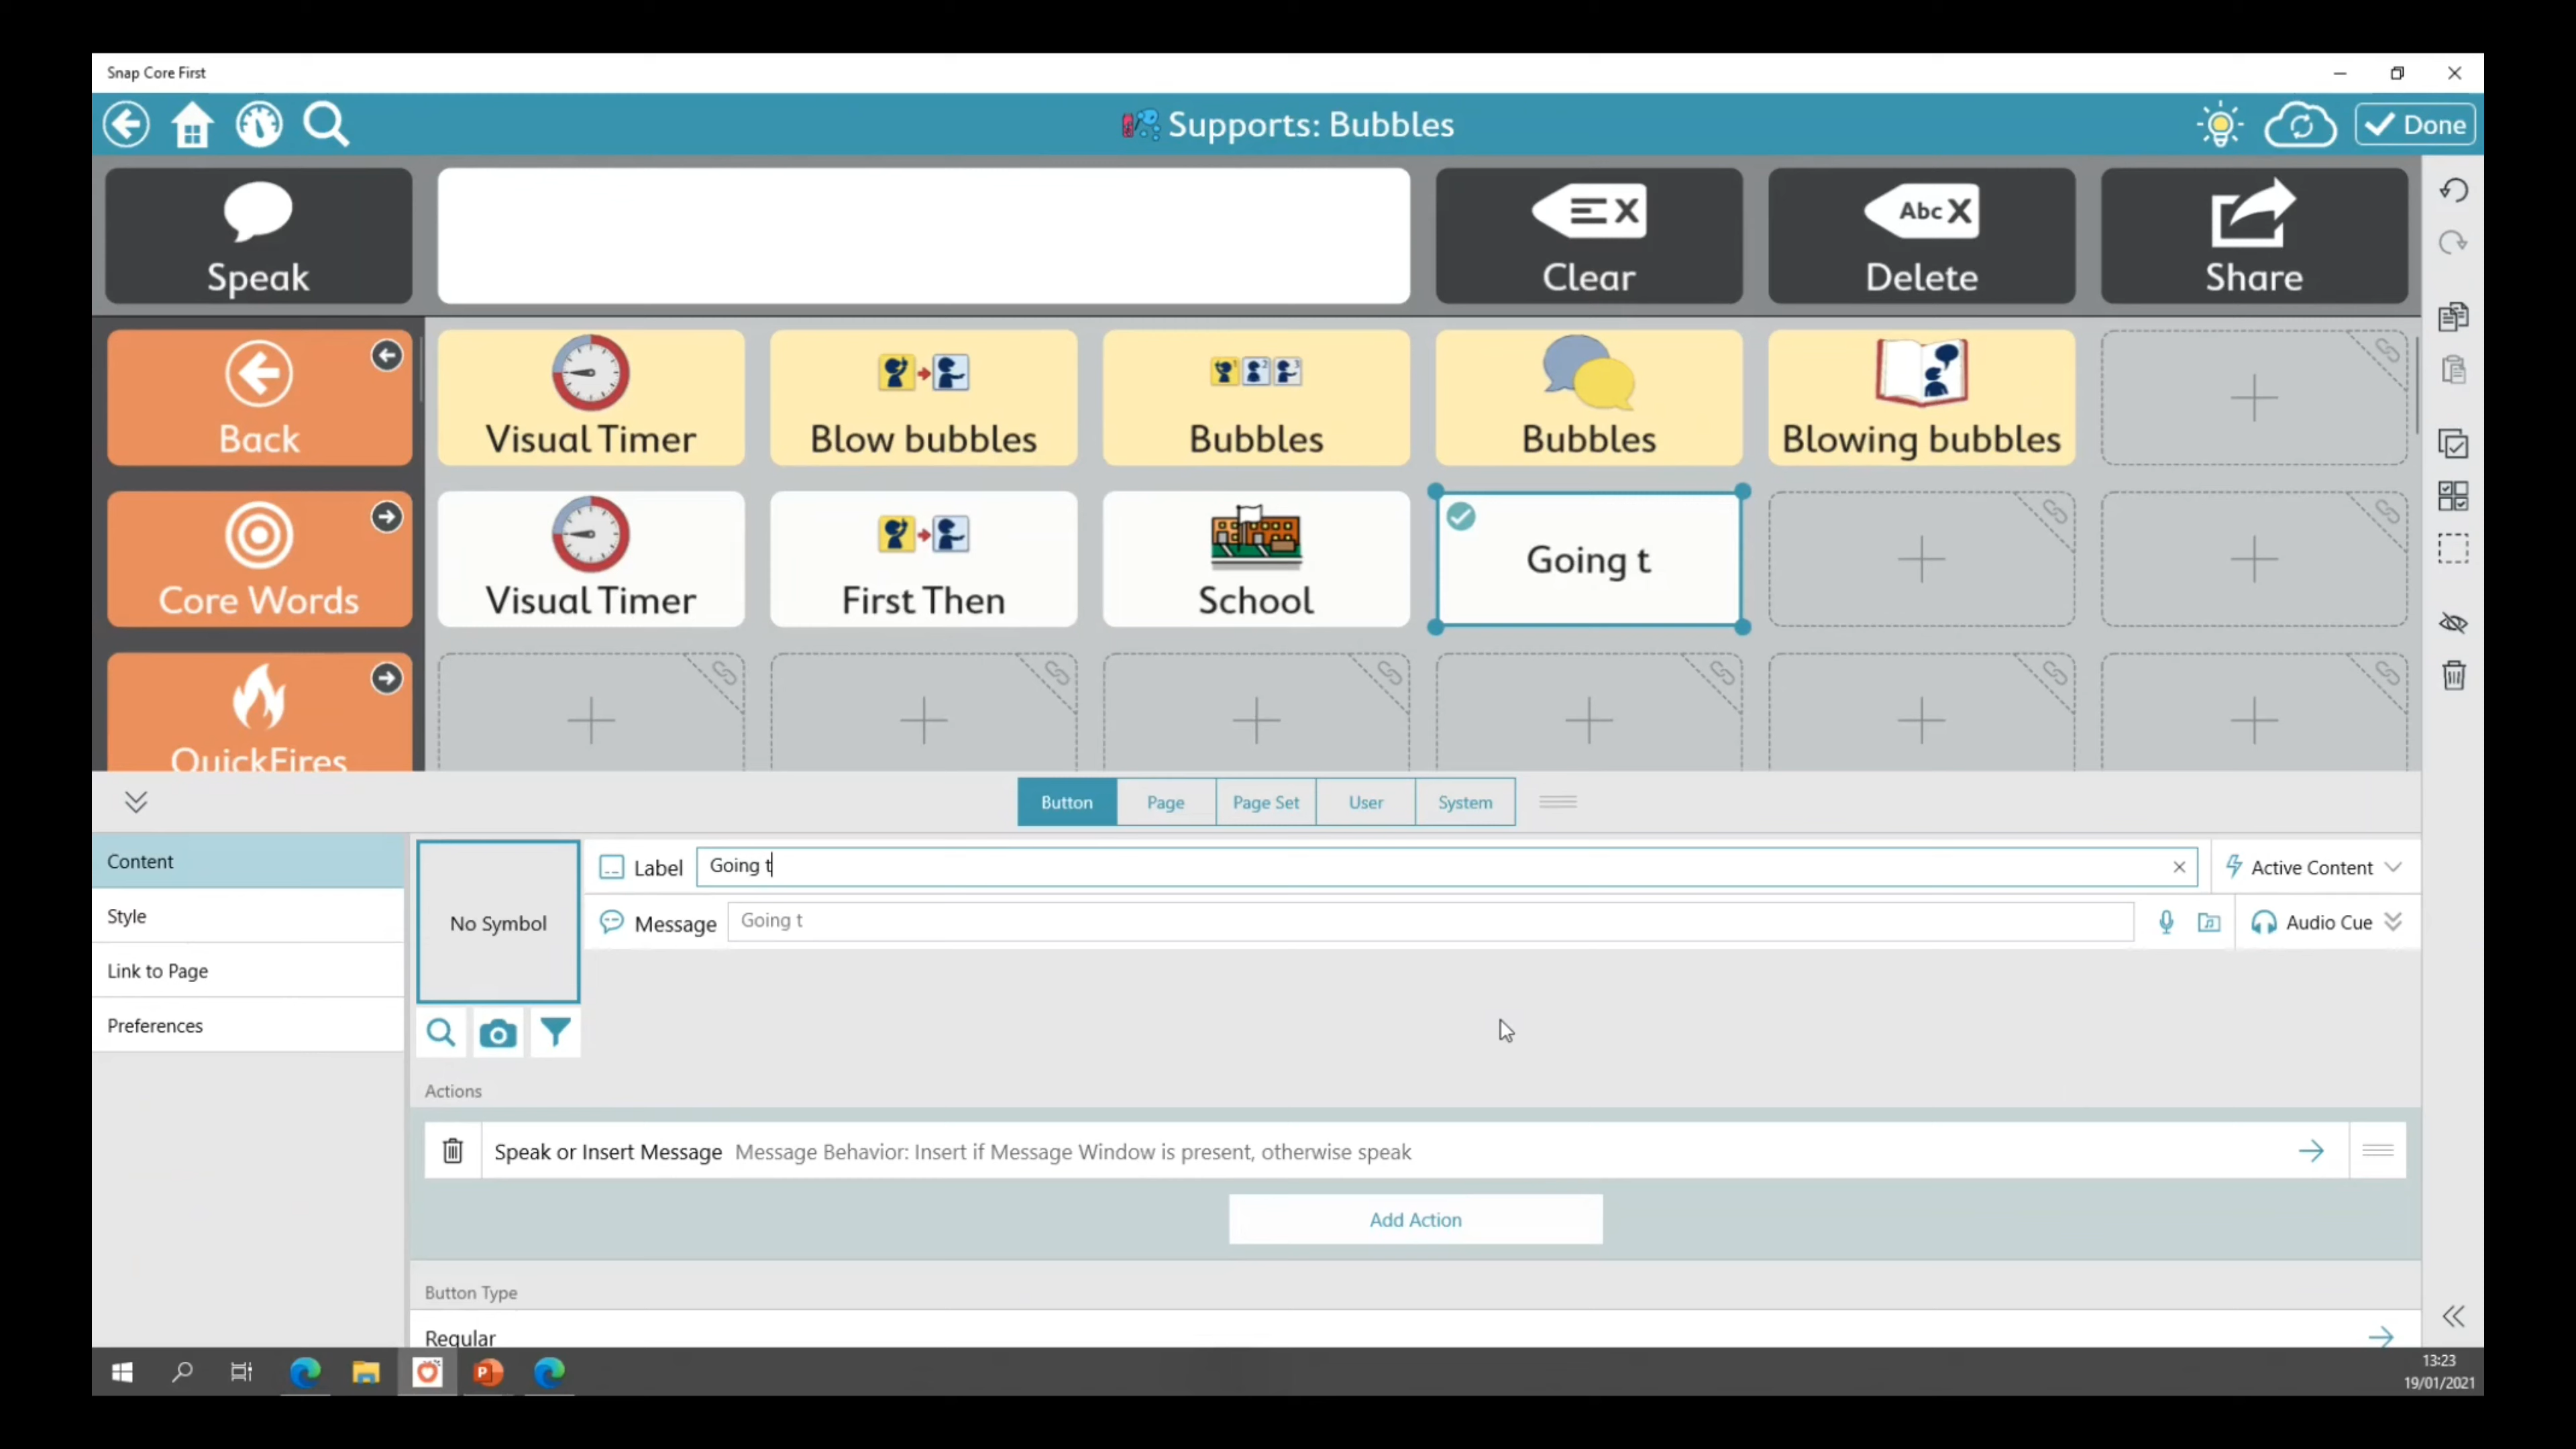 Snap Core First
Supports: Bubbles
Done
Speak
Clear
Abc X
Delete
Share
Back
Visual Timer
Blow bubbles
Bubbles
Bubbles
Blowing bubbles
Core Words
Visual Timer
First Then
School
Going t
QuickFires
Button
Page
Page Set
User
System
Content
Style
Link to Page
Preferences
No Symbol
Label
Going t
Active Content
Message
Going t
Audio Cue
Actions
Speak or Insert Message Message Behavior: Insert if Message Window is present, otherwise speak
Add Action
Button Type
Regular
13:23
19/01/2021